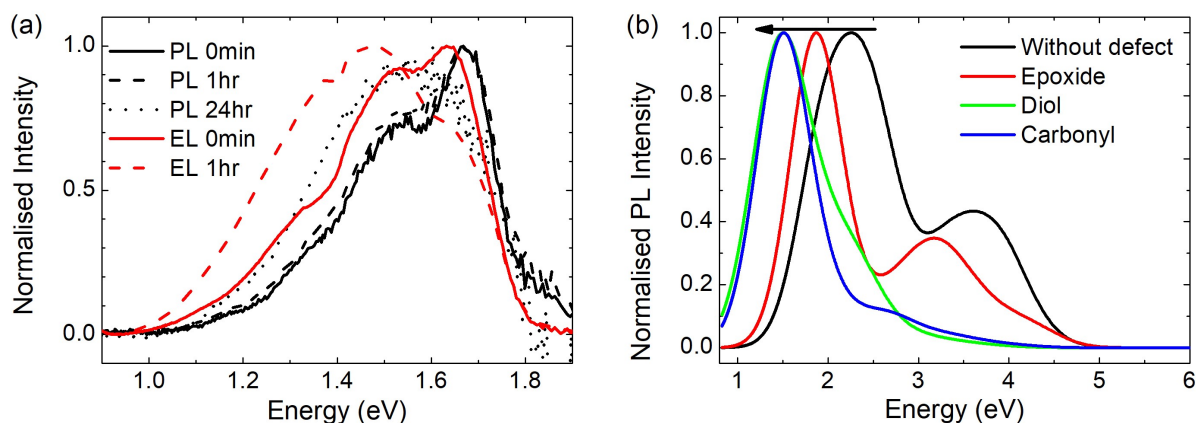 (a)
Normalised Intensity
1.0
0.5
0.0
PL 0min
PL 1hr
PL 24hr
EL 0min
EL 1hr
1.0 1.2 1.4 1.6 1.8
Energy (eV)
(b)
Normalised PL Intensity
1.0
0.8
0.6
0.4
0.2
0.0
Without defect
Epoxide
Diol
Carbonyl
1 2 3 4 5 6
Energy (eV)